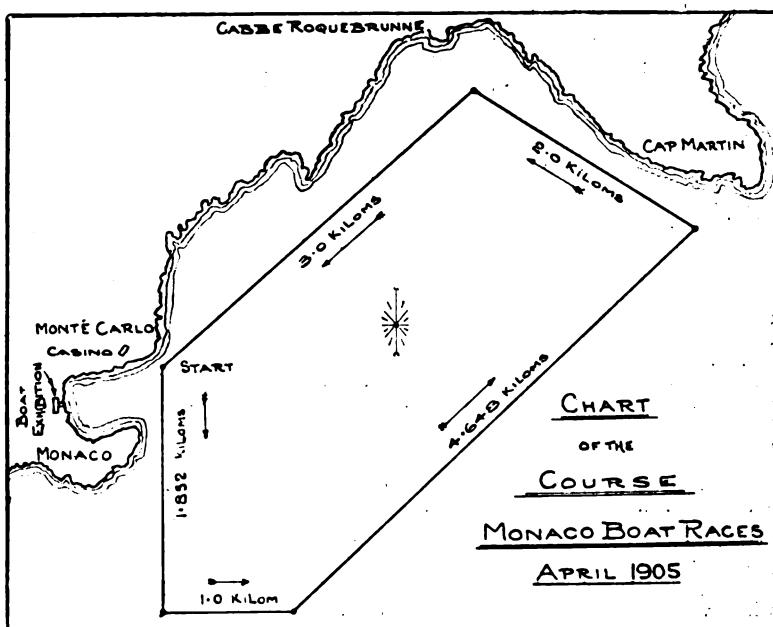 CABBE ROQUEBRUNNE
CAP MARTIN
2·0 KILOMS
3·0 KILOMS
MONTÉ CARLO
CASINO
START
BOAT
EXHIBITION
MONACO
1·852 KILOMS
4·648 KILOMS
1·0 KILOM
CHART
OF THE
COURSE
MONACO BOAT RACES
APRIL 1905